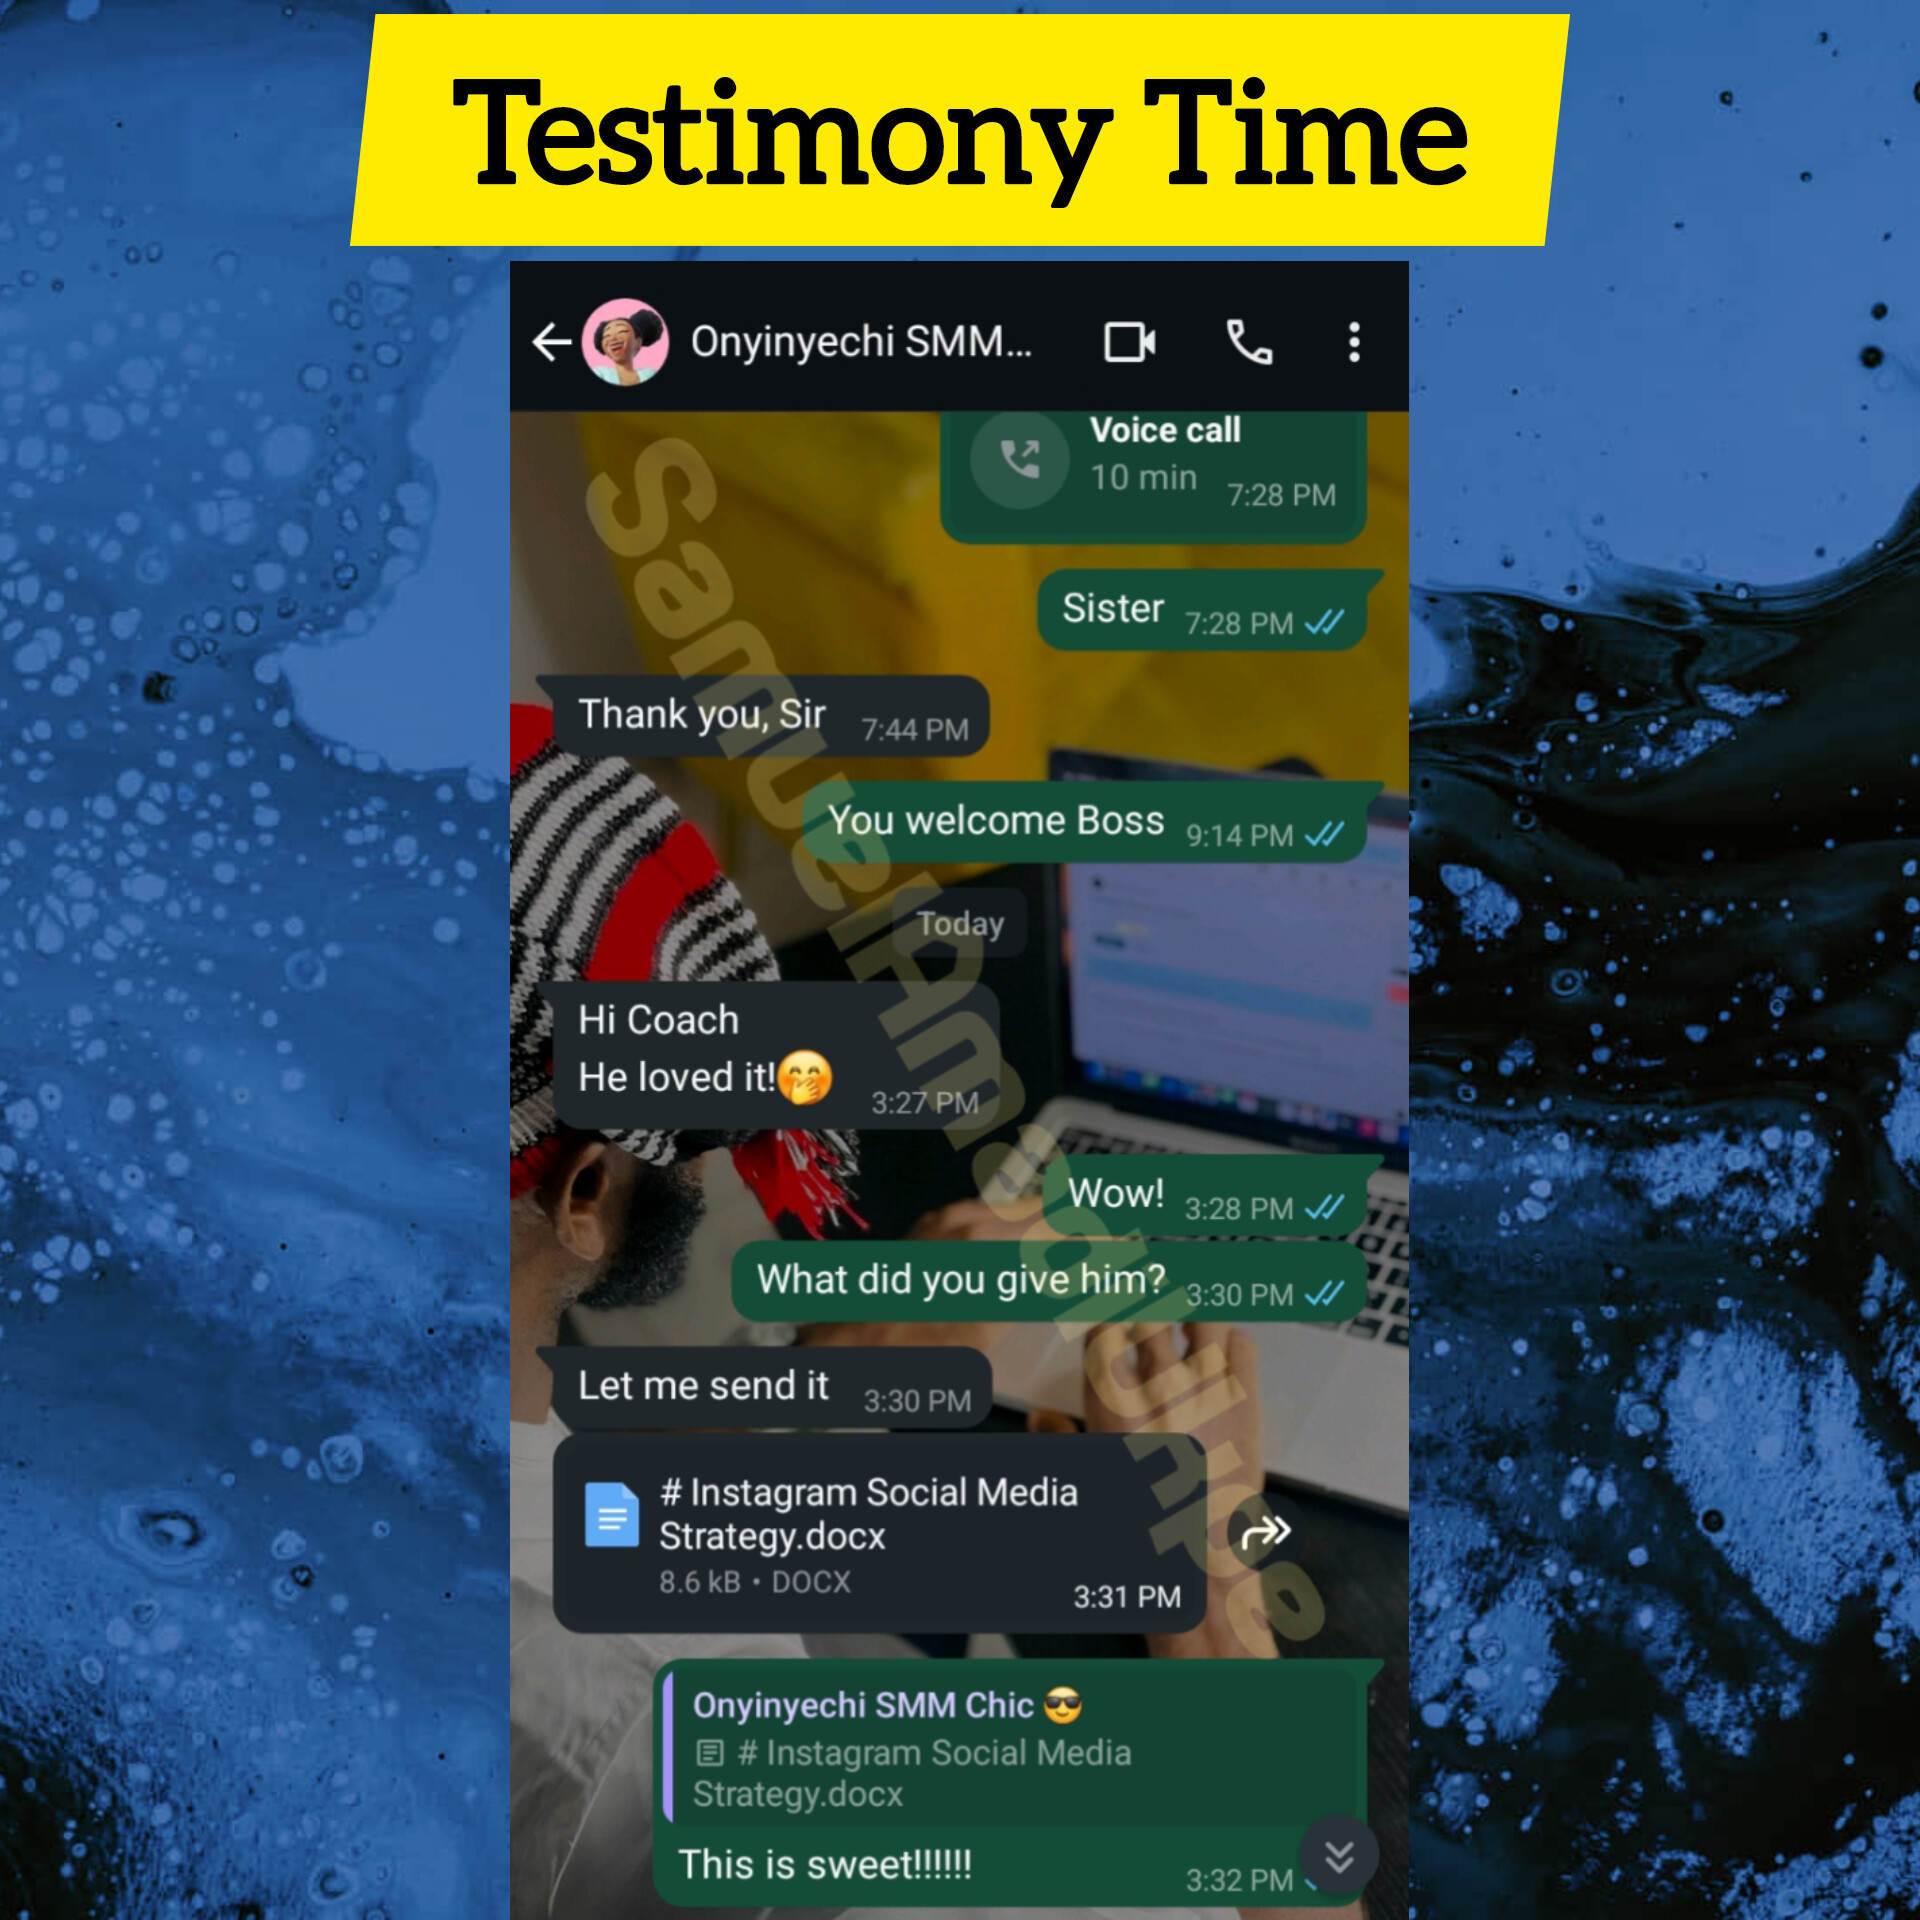 Testimony Time
Onyinyechi SMM...
Voice call
10 min 7:28 PM
Sister 7:28 PM
Thank you, Sir 7:44 PM
You welcome Boss 9:14 PM
Today
Hi Coach
He loved it!🤭 3:27 PM
Wow! 3:28 PM
What did you give him? 3:30 PM
Let me send it 3:30 PM
# Instagram Social Media
Strategy.docx
8.6 kB • DOCX
3:31 PM
Onyinyechi SMM Chic 😎
# Instagram Social Media
Strategy.docx
This is sweet!!!!!! 3:32 PM
SamuelAmaduKpe